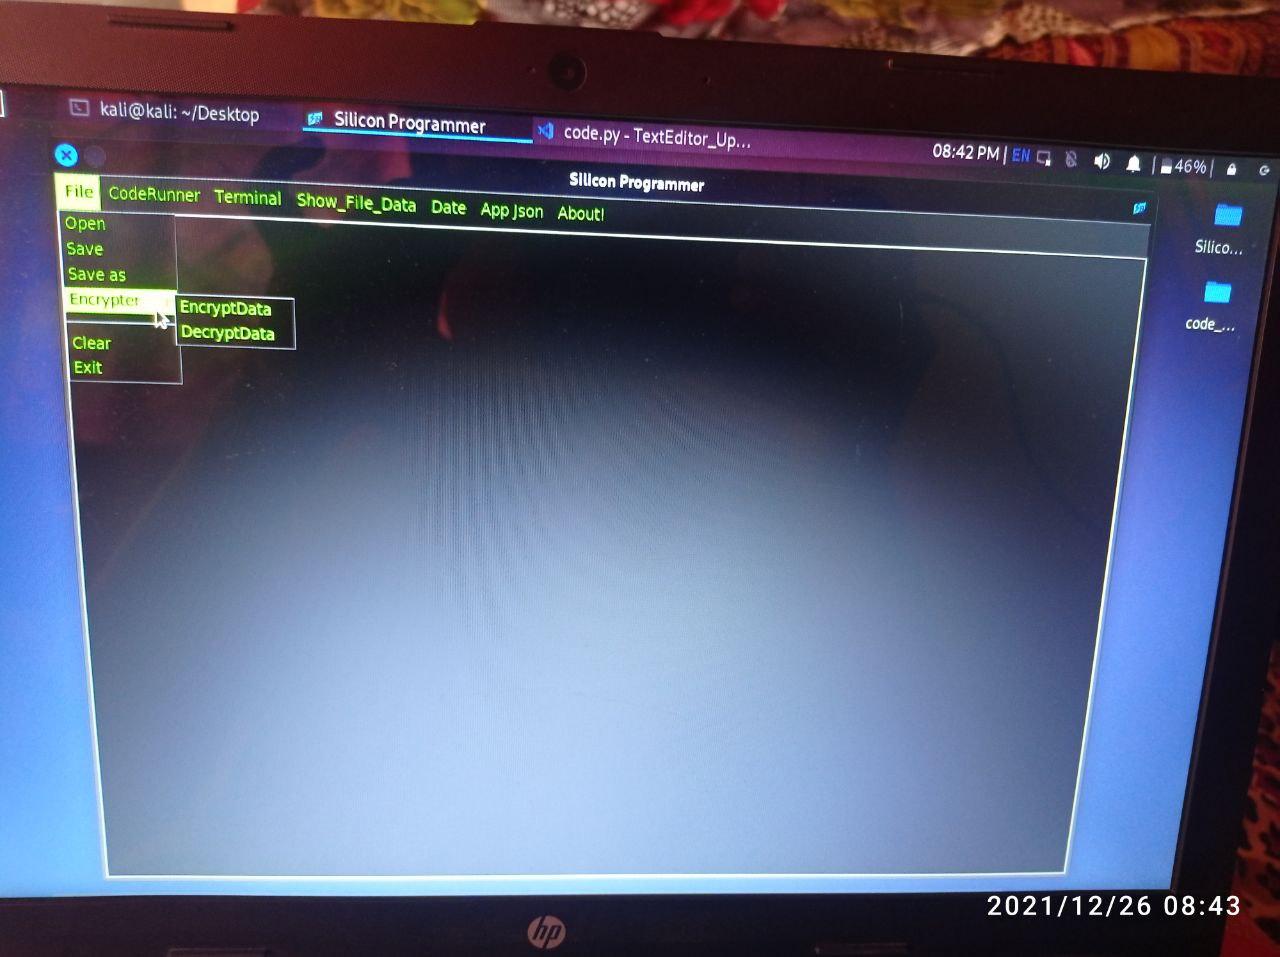 kali@kali: ~/Desktop
Silicon Programmer
code.py - TextEditor_Up...
08:42 PM
EN
46%
Silicon Programmer
File CodeRunner Terminal Show_File_Data Date App Json About!
Open
Save
Save as
Encrypter
EncryptData
DecryptData
Clear
Exit
Silico...
code_...
hp
2021/12/26 08:43